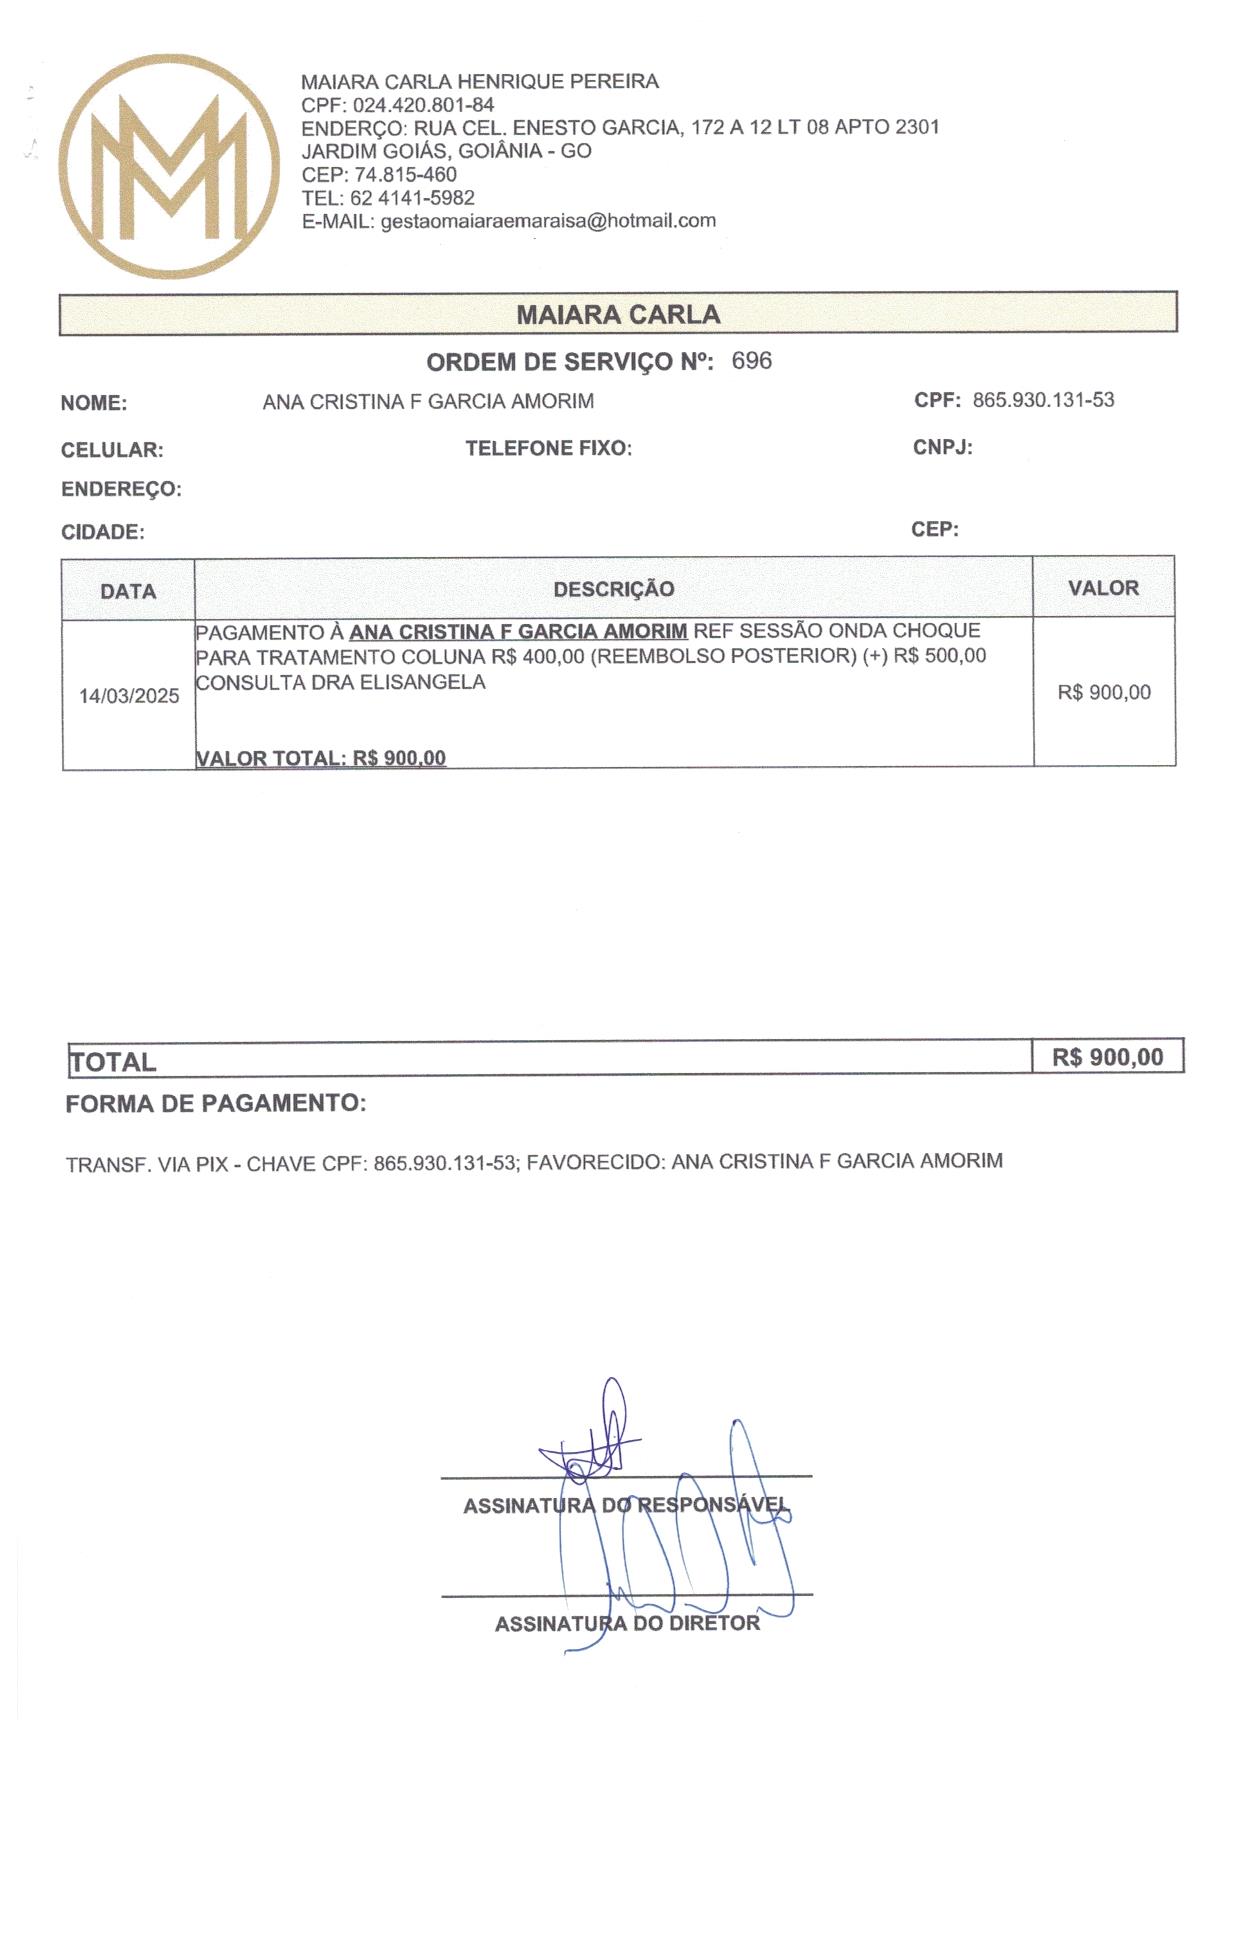 MAIARA CARLA HENRIQUE PEREIRA
CPF: 024.420.801-84
ENDERÇO: RUA CEL. ENESTO GARCIA, 172 A 12 LT 08 APTO 2301
JARDIM GOIÁS, GOIÂNIA - GO
CEP: 74.815-460
TEL: 62 4141-5982
E-MAIL: gestaomaiaraemaraisa@hotmail.com
MAIARA CARLA
ORDEM DE SERVIÇO Nº: 696
NOME: ANA CRISTINA F GARCIA AMORIM CPF: 865.930.131-53
CELULAR: TELEFONE FIXO: CNPJ:
ENDEREÇO:
CIDADE: CEP:
DATA DESCRIÇÃO VALOR
PAGAMENTO À ANA CRISTINA F GARCIA AMORIM REF SESSÃO ONDA CHOQUE
PARA TRATAMENTO COLUNA R$ 400,00 (REEMBOLSO POSTERIOR) (+) R$ 500,00
CONSULTA DRA ELISANGELA
14/03/2025 R$ 900,00
VALOR TOTAL: R$ 900,00
TOTAL R$ 900,00
FORMA DE PAGAMENTO:
TRANSF. VIA PIX - CHAVE CPF: 865.930.131-53; FAVORECIDO: ANA CRISTINA F GARCIA AMORIM
ASSINATURA DO RESPONSÁVEL
ASSINATURA DO DIRETOR